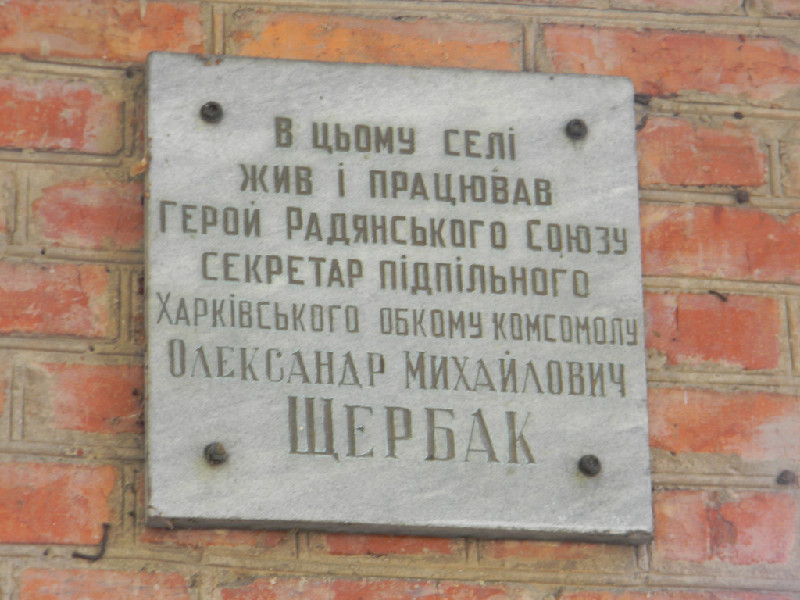 В ЦЬОМУ СЕЛІ
ЖИВ І ПРАЦЮВАВ
ГЕРОЙ РАДЯНСЬКОГО СОЮЗУ
СЕКРЕТАР ПІДПІЛЬНОГО
ХАРКІВСЬКОГО ОБКОМУ КОМСОМОЛУ
ОЛЕКСАНДР МИХАЙЛОВИЧ
ЩЕРБАК